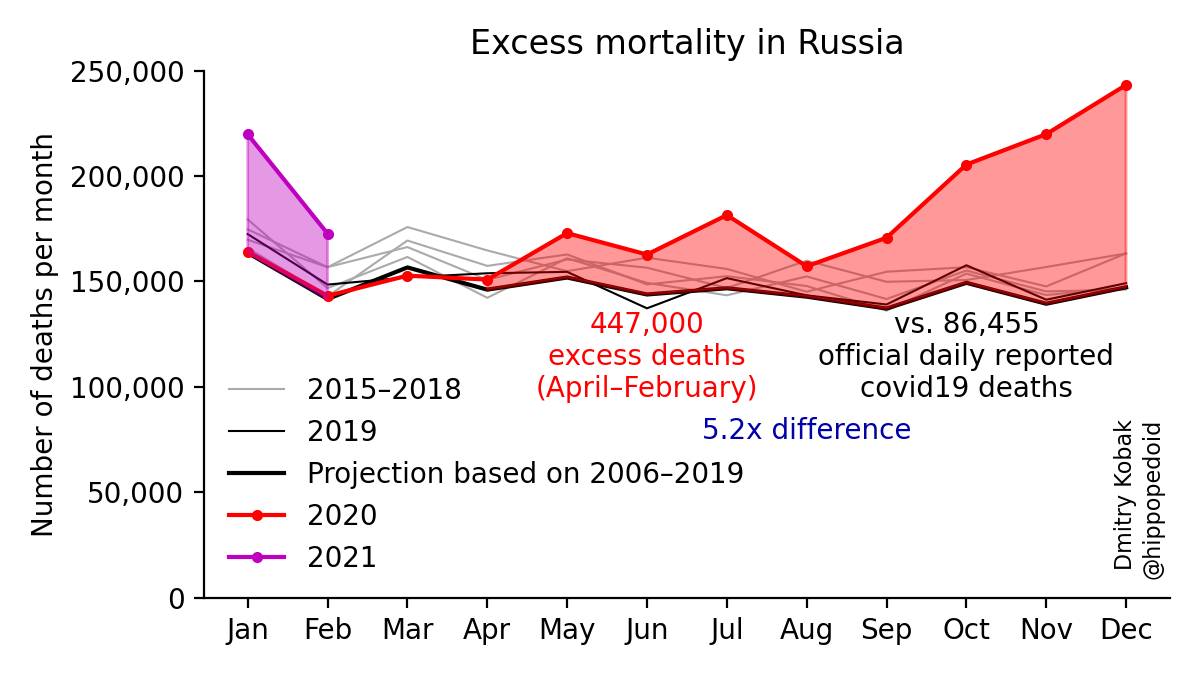 Excess mortality in Russia
Number of deaths per month
250,000
200,000
150,000
100,000
50,000
0
447,000
excess deaths
(April–February)
vs. 86,455
official daily reported
covid19 deaths
5.2x difference
2015–2018
2019
Projection based on 2006–2019
2020
2021
Dmitry Kobak
@hippopedoid
Jan Feb Mar Apr May Jun Jul Aug Sep Oct Nov Dec